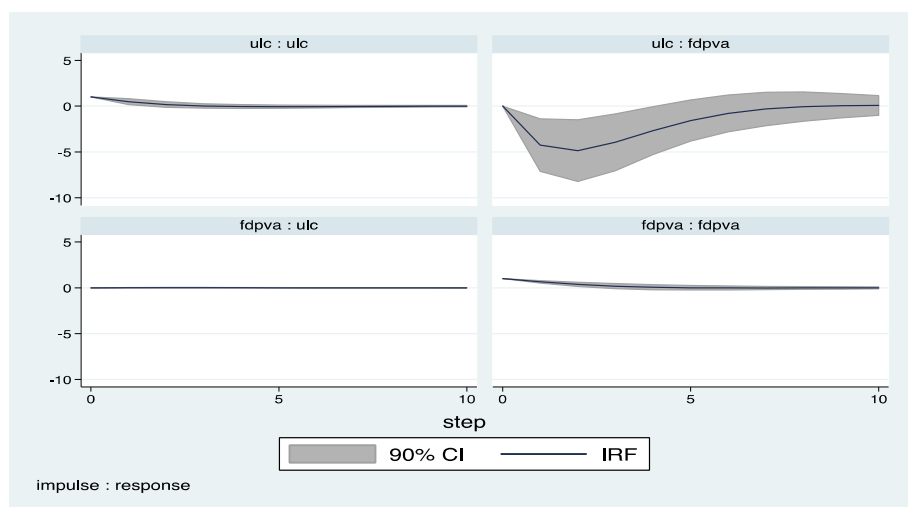 ulc : ulc
ulc : fdpva
5
0
-5
-10
fdpva : ulc
fdpva : fdpva
5
0
-5
-10
0
5
10
0
5
10
step
90% CI
IRF
impulse : response